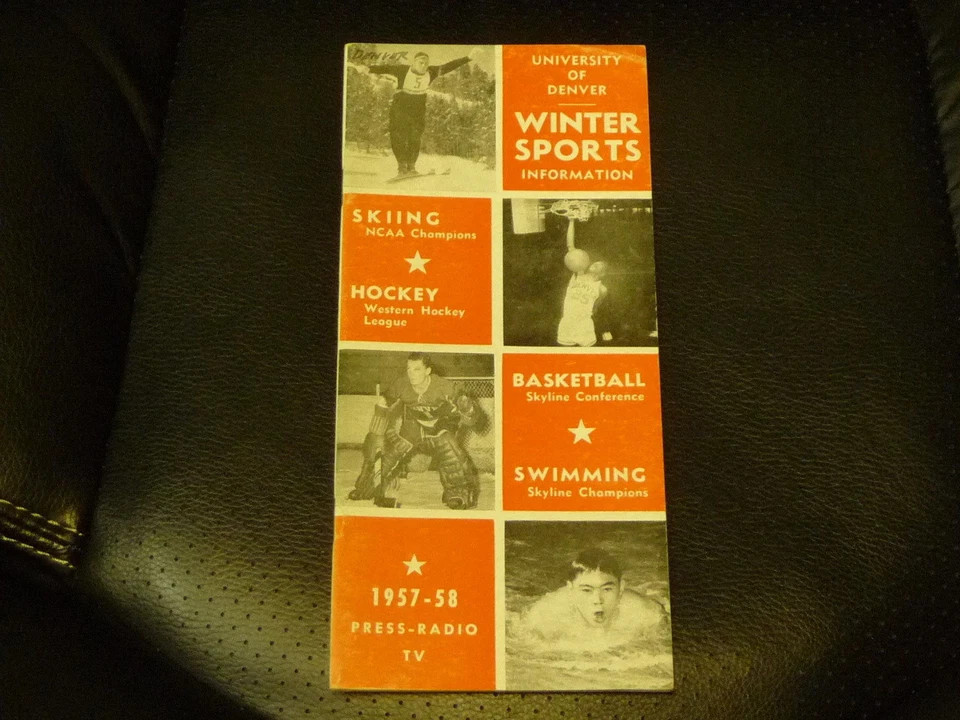 DENVER
5
UNIVERSITY
OF
DENVER
WINTER
SPORTS
INFORMATION
SKIING
NCAA Champions
HOCKEY
Western Hockey
League
BASKETBALL
Skyline Conference
SWIMMING
Skyline Champions
1957-58
PRESS-RADIO
TV